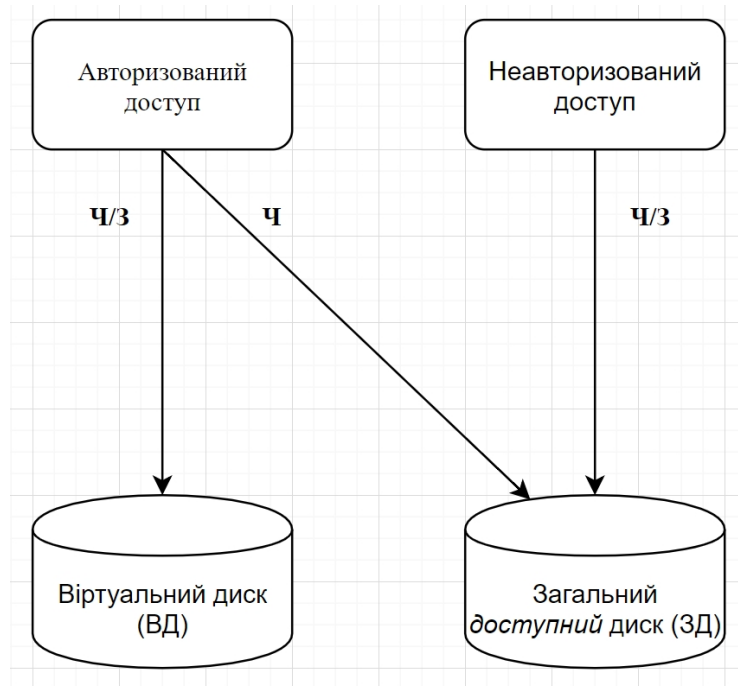 Авторизований
доступ
Неавторизований
доступ
Ч/З
Ч
Ч/З
Віртуальний диск
(ВД)
Загальний
доступний диск (ЗД)